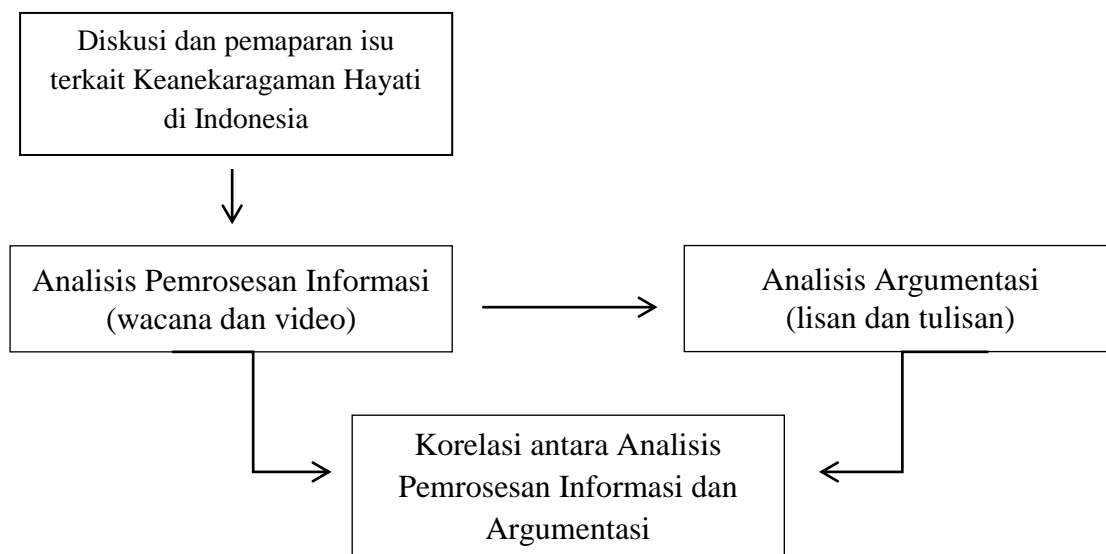 Diskusi dan pemaparan isu
terkait Keanekaragaman Hayati
di Indonesia
Analisis Pemrosesan Informasi
(wacana dan video)
Analisis Argumentasi
(lisan dan tulisan)
Korelasi antara Analisis
Pemrosesan Informasi dan
Argumentasi